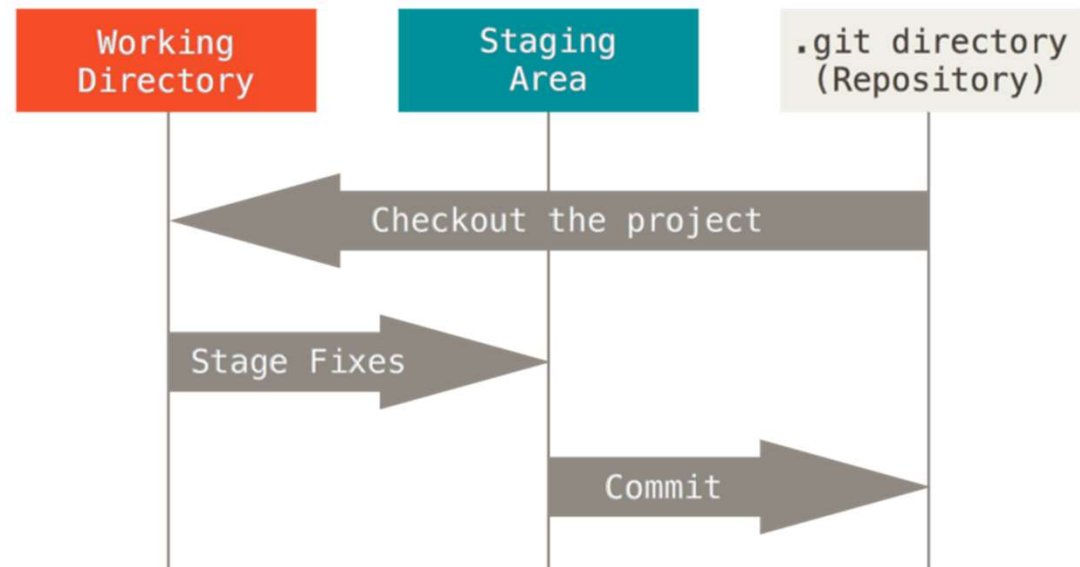 Working
Directory
Staging
Area
.git directory
(Repository)
Checkout the project
Stage Fixes
Commit